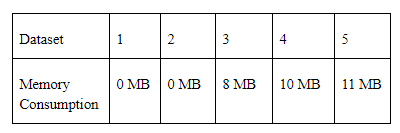 Dataset 1 2 3 4 5
Memory Consumption 0 MB 0 MB 8 MB 10 MB 11 MB